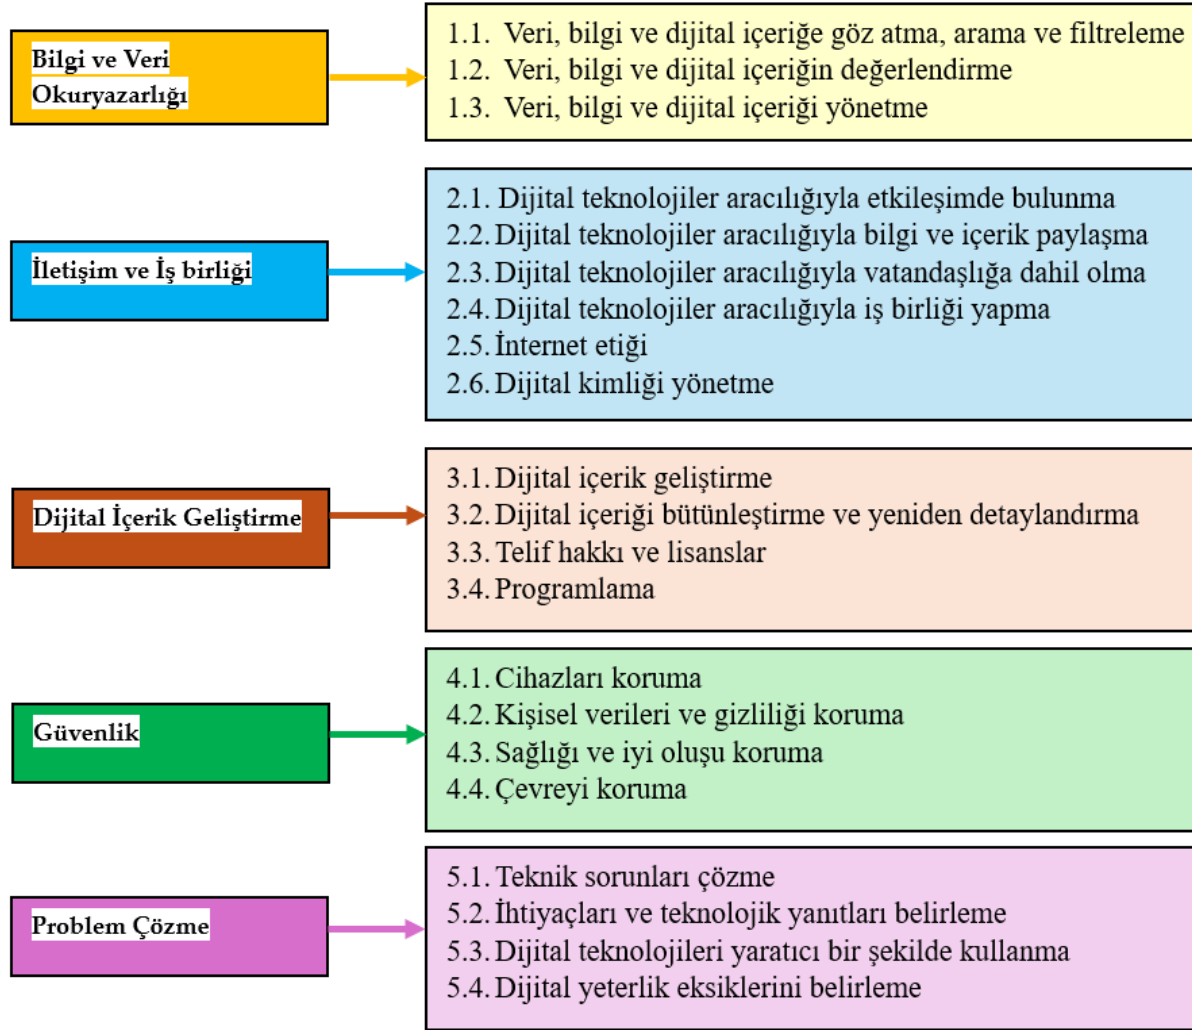 Bilgi ve Veri
Okuryazarlığı
1.1. Veri, bilgi ve dijital içeriğe göz atma, arama ve filtreleme
1.2. Veri, bilgi ve dijital içeriğin değerlendirme
1.3. Veri, bilgi ve dijital içeriği yönetme
İletişim ve İş birliği
2.1. Dijital teknolojiler aracılığıyla etkileşimde bulunma
2.2. Dijital teknolojiler aracılığıyla bilgi ve içerik paylaşma
2.3. Dijital teknolojiler aracılığıyla vatandaşlığa dahil olma
2.4. Dijital teknolojiler aracılığıyla iş birliği yapma
2.5. İnternet etiği
2.6. Dijital kimliği yönetme
Dijital İçerik Geliştirme
3.1. Dijital içerik geliştirme
3.2. Dijital içeriği bütünleştirme ve yeniden detaylandırma
3.3. Telif hakkı ve lisanslar
3.4. Programlama
Güvenlik
4.1. Cihazları koruma
4.2. Kişisel verileri ve gizliliği koruma
4.3. Sağlığı ve iyi oluşu koruma
4.4. Çevreyi koruma
Problem Çözme
5.1. Teknik sorunları çözme
5.2. İhtiyaçları ve teknolojik yanıtları belirleme
5.3. Dijital teknolojileri yaratıcı bir şekilde kullanma
5.4. Dijital yeterlik eksiklerini belirleme